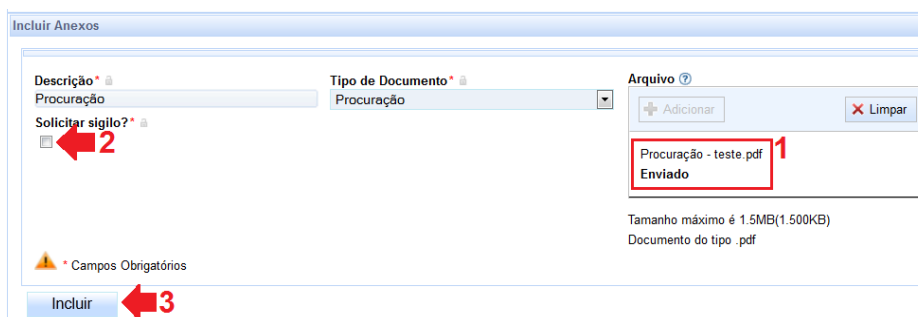 Incluir Anexos
Descrição *
Procuração
Tipo de Documento *
Procuração
Arquivo ?
Adicionar
Limpar
Solicitar sigilo? *
2
Procuração - teste.pdf
Enviado
1
Tamanho máximo é 1.5MB(1.500KB)
Documento do tipo .pdf
* Campos Obrigatórios
Incluir
3